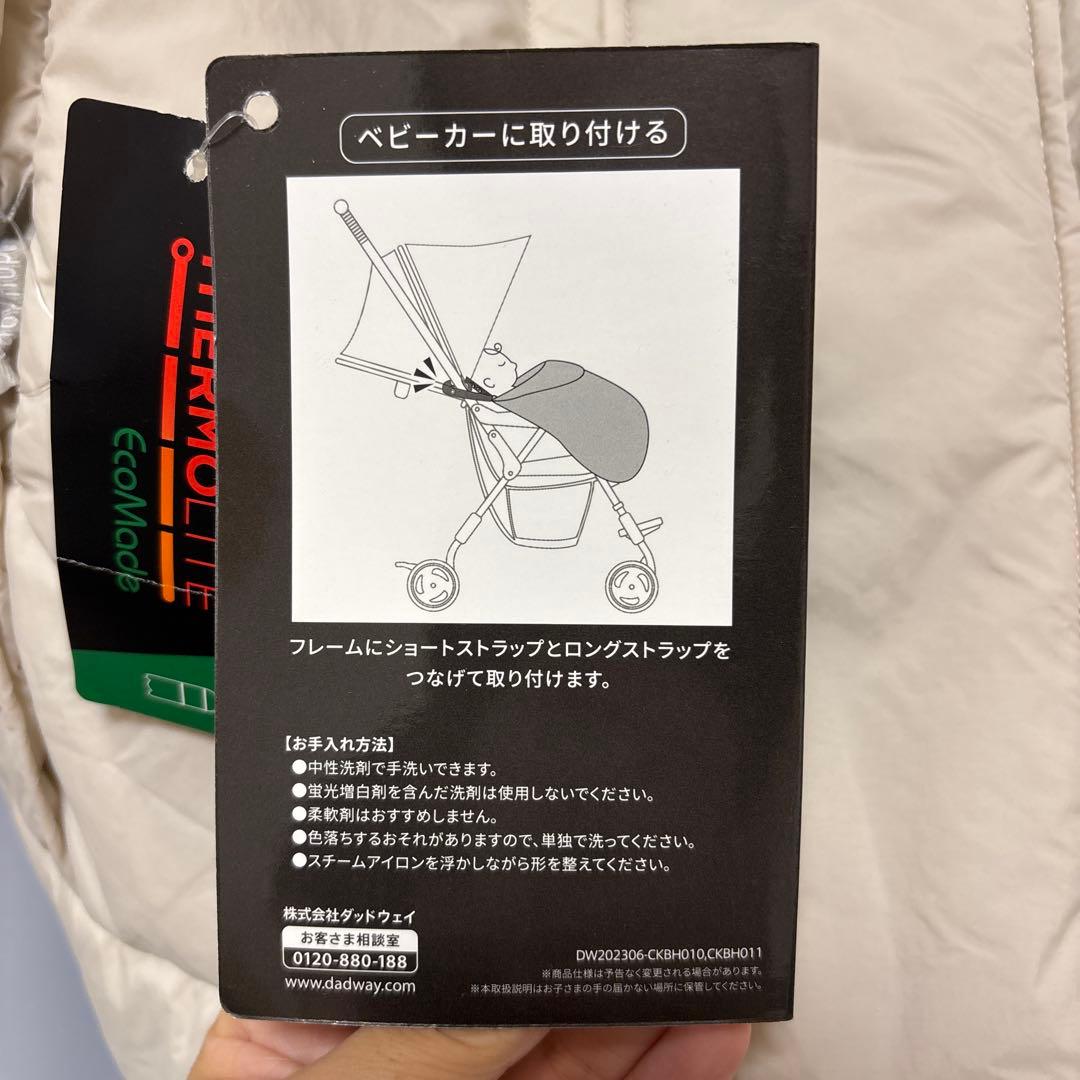 ベビーカーに取り付ける
フレームにショートストラップとロングストラップを
つなげて取り付けます。
【お手入れ方法】
●中性洗剤で手洗いできます。
●蛍光増白剤を含んだ洗剤は使用しないでください。
●柔軟剤はおすすめしません。
●色落ちするおそれがありますので、単独で洗ってください。
●スチームアイロンを浮かしながら形を整えてください。
株式会社ダッドウェイ
お客さま相談室
0120-880-188
www.dadway.com
DW202306-CKBH010,CKBH011
※商品仕様は予告なく変更される場合があります。
※本取扱説明はお子さまの手の届かない場所に保管してください。
THERMOLITE
EcoMade